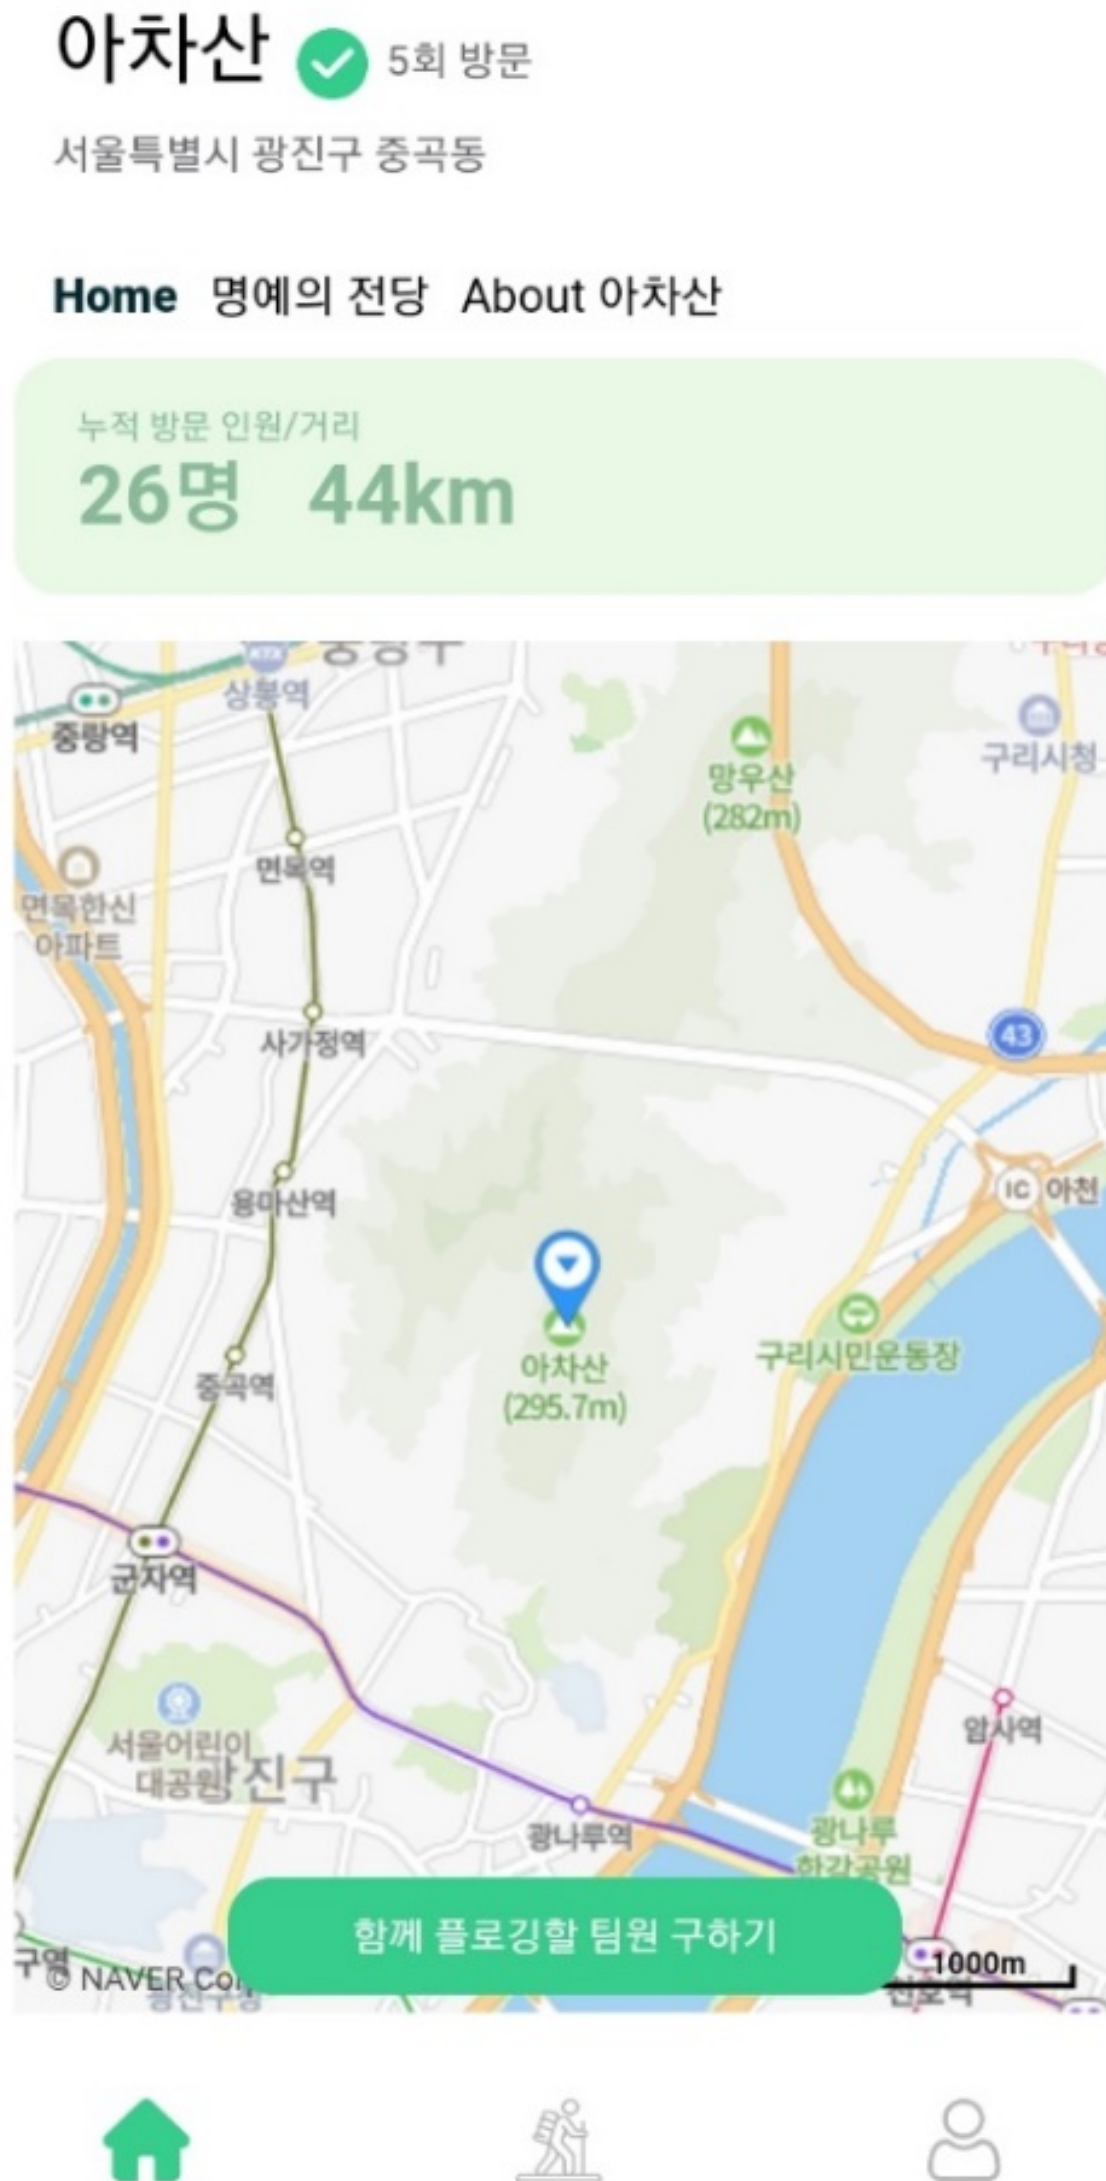 아차산 5회 방문
서울특별시 광진구 중곡동
Home 명예의 전당 About 아차산
누적 방문 인원/거리
26명 44km
KTX
상봉역
중랑역
망우산
(282m)
구리시청
면목역
면목한신
아파트
사가정역
43
용마산역
IC 아천
아차산
(295.7m)
구리시민운동장
중곡역
군자역
서울어린이
대공원
광진구
암사역
광나루역
광나루
한강공원
함께 플로깅할 팀원 구하기
구역
© NAVER Cor
1000m